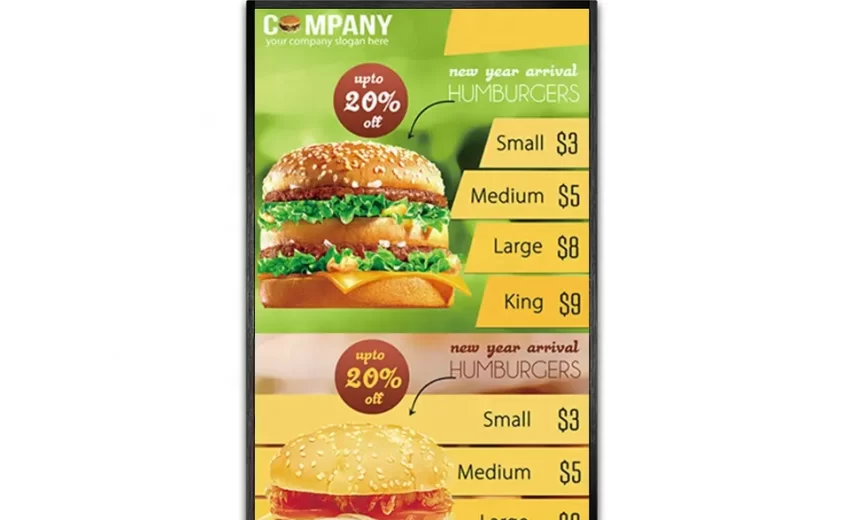 COMPANY
your company slogan here
upto
20%
off
new year arrival
HUMBURGERS
Small $3
Medium $5
Large $8
King $9
upto
20%
off
new year arrival
HUMBURGERS
Small $3
Medium $5
Large